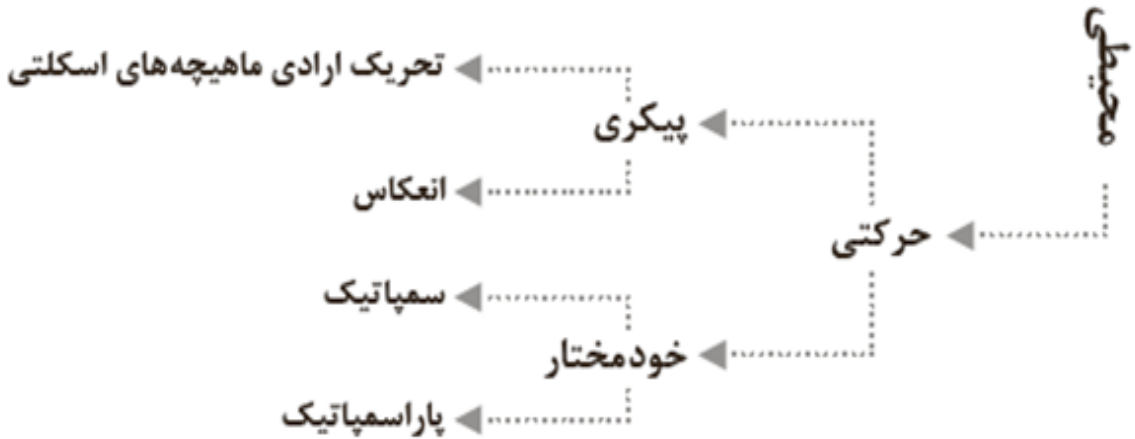 محیطی
حرکتی
پیکری
تحریک ارادی ماهیچه‌های اسکلتی
انعکاس
خودمختار
سمپاتیک
پاراسمپاتیک